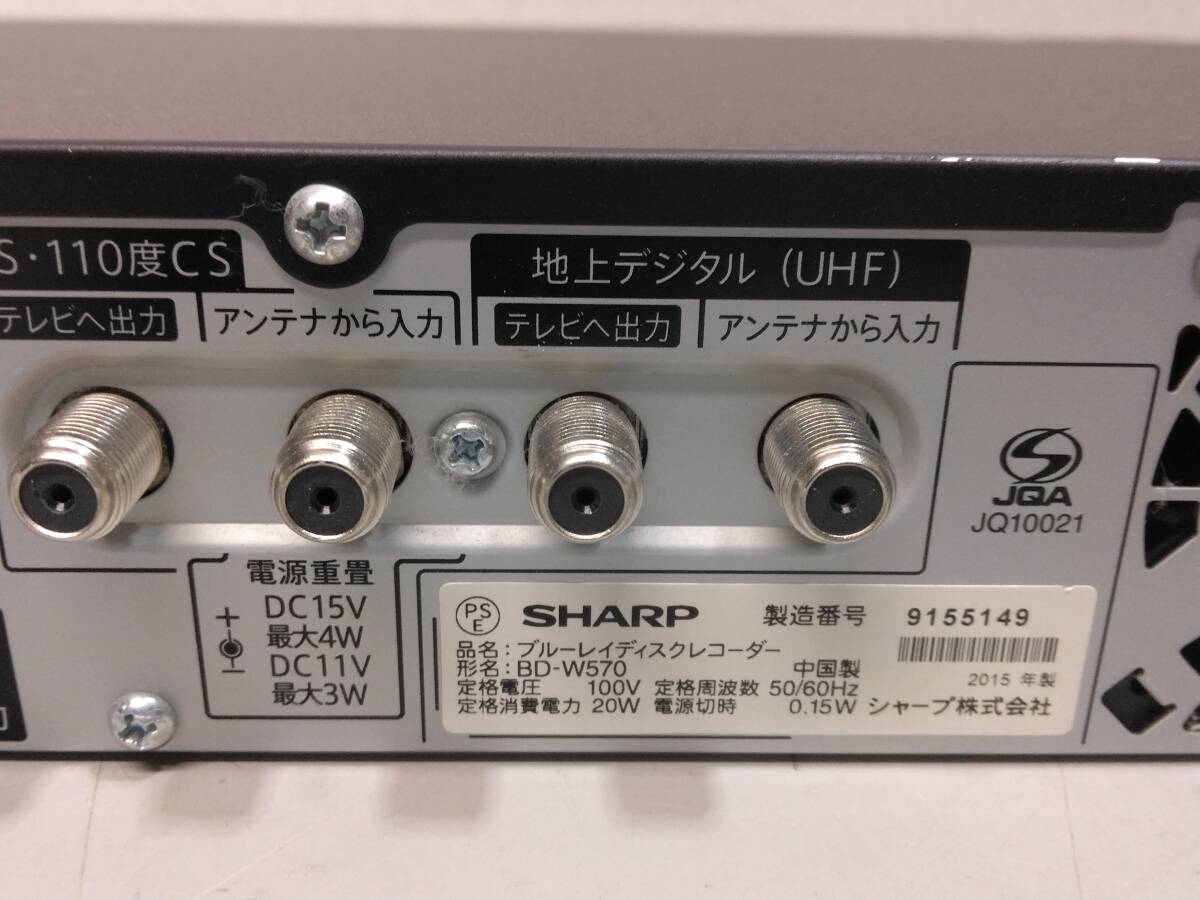 S・110度CS
テレビへ出力
アンテナから入力
地上デジタル (UHF)
テレビへ出力
アンテナから入力
JQA
JQ10021
電源重畳
+
DC15V
最大4W
DC11V
最大3W
−
PS
E
SHARP 製造番号 9155149
品名:ブルーレイディスクレコーダー
形名:BD-W570 中国製 2015 年製
定格電圧 100V 定格周波数 50/60Hz
定格消費電力 20W 電源切時 0.15W シャープ株式会社